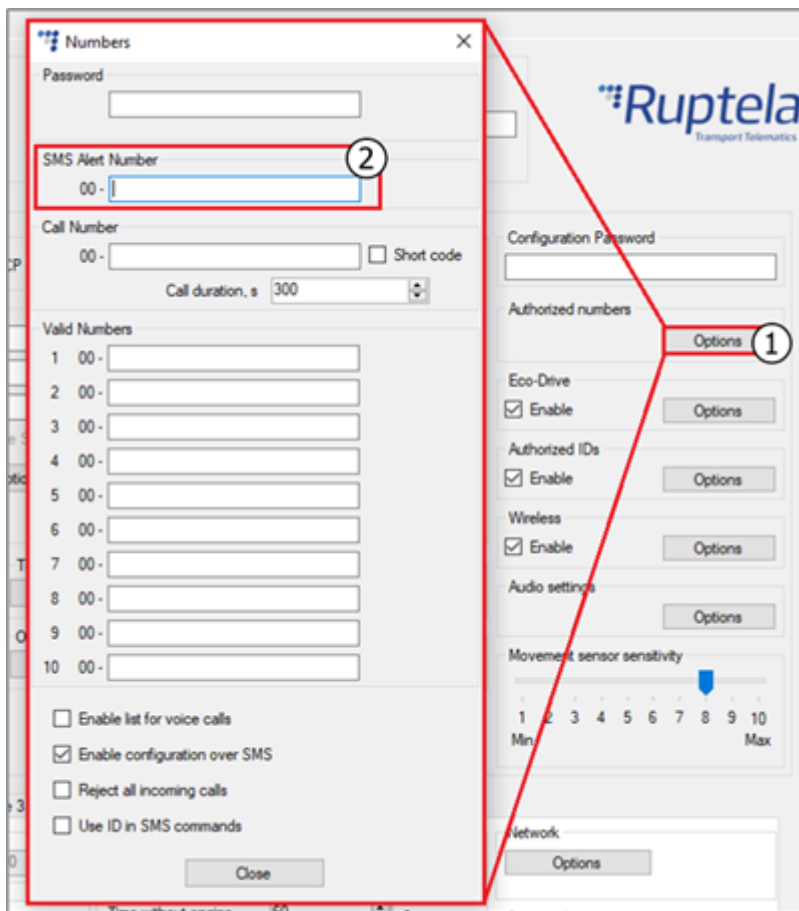 Numbers
Password
SMS Alert Number
2
00 -
Call Number
00 -
Short code
Call duration, s 300
Valid Numbers
1 00 -
2 00 -
3 00 -
4 00 -
5 00 -
6 00 -
7 00 -
8 00 -
9 00 -
10 00 -
Enable list for voice calls
Enable configuration over SMS
Reject all incoming calls
Use ID in SMS commands
Close
Ruptela
Transport Telematics
Configuration Password
Authorized numbers
Options
1
Eco-Drive
Enable
Options
Authorized IDs
Enable
Options
Wireless
Enable
Options
Audio settings
Options
Movement sensor sensitivity
1 2 3 4 5 6 7 8 9 10
Min
Max
Network
Options